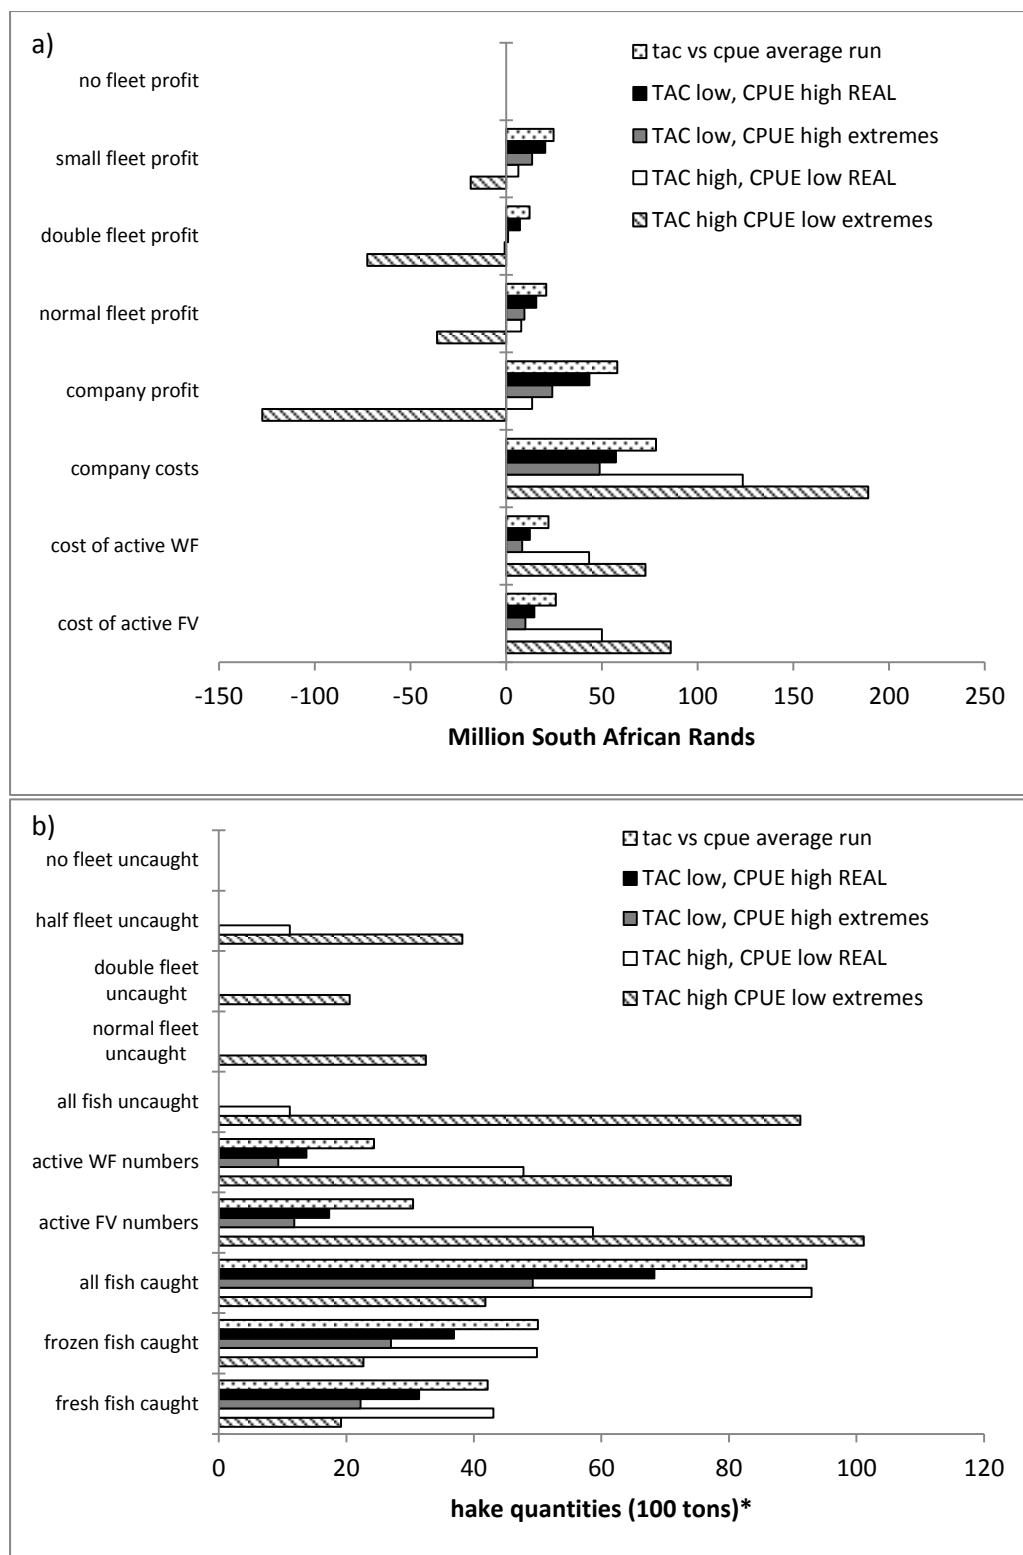 a)
tac vs cpue average run
TAC low, CPUE high REAL
TAC low, CPUE high extremes
TAC high, CPUE low REAL
TAC high CPUE low extremes
no fleet profit
small fleet profit
double fleet profit
normal fleet profit
company profit
company costs
cost of active WF
cost of active FV
-150 -100 -50 0 50 100 150 200 250
Million South African Rands
b)
tac vs cpue average run
TAC low, CPUE high REAL
TAC low, CPUE high extremes
TAC high, CPUE low REAL
TAC high CPUE low extremes
no fleet uncaught
half fleet uncaught
double fleet
uncaught
normal fleet
uncaught
all fish uncaught
active WF numbers
active FV numbers
all fish caught
frozen fish caught
fresh fish caught
0 20 40 60 80 100 120
hake quantities (100 tons)*